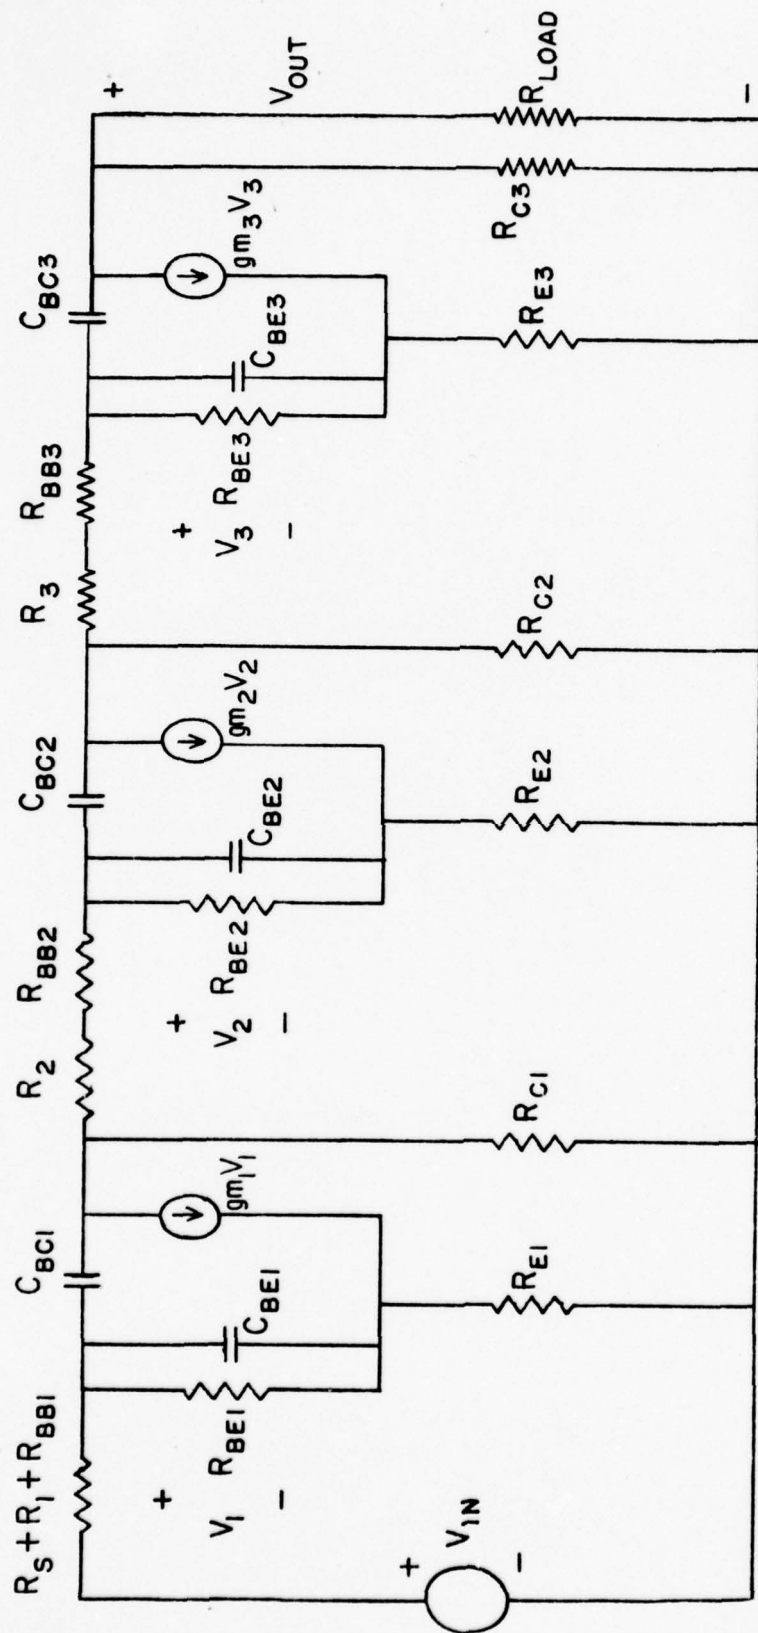 R_S+R_1+R_BB1
C_BC1
R_2
R_BB2
C_BC2
R_3
R_BB3
C_BC3
+
+
V_1
-
R_BE1
C_BE1
gm_1V_1
+
V_2
-
R_BE2
C_BE2
gm_2V_2
+
V_3
-
R_BE3
C_BE3
gm_3V_3
V_OUT
+
V_IN
-
R_E1
R_C1
R_E2
R_C2
R_E3
R_C3
R_LOAD
-